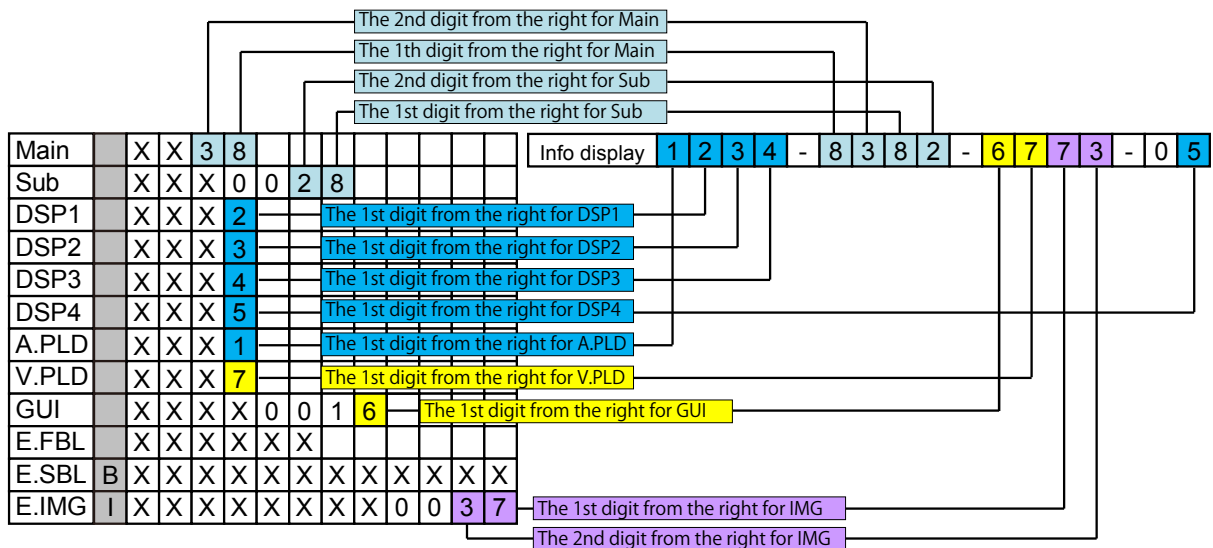 The 2nd digit from the right for Main
The 1th digit from the right for Main
The 2nd digit from the right for Sub
The 1st digit from the right for Sub
Main X X 3 8
Info display 1 2 3 4 - 8 3 8 2 - 6 7 7 3 - 0 5
Sub X X X 0 0 2 8
DSP1 X X X 2 The 1st digit from the right for DSP1
DSP2 X X X 3 The 1st digit from the right for DSP2
DSP3 X X X 4 The 1st digit from the right for DSP3
DSP4 X X X 5 The 1st digit from the right for DSP4
A.PLD X X X 1 The 1st digit from the right for A.PLD
V.PLD X X X 7 The 1st digit from the right for V.PLD
GUI X X X X 0 0 1 6 The 1st digit from the right for GUI
E.FBL X X X X X X
E.SBL B X X X X X X X X X X X X
E.IMG I X X X X X X X X 0 0 3 7 The 1st digit from the right for IMG
The 2nd digit from the right for IMG